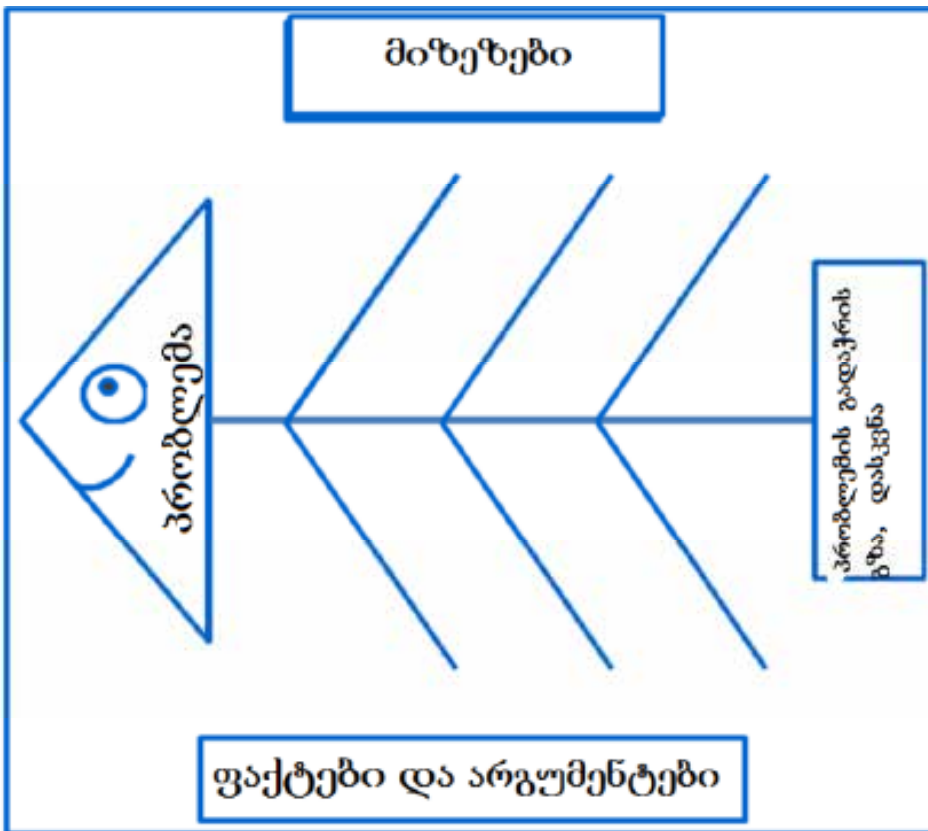 მიზეზები
პრობლემა
პრობლემის გადაჭრის
გზა, დასკვნა
ფაქტები და არგუმენტები